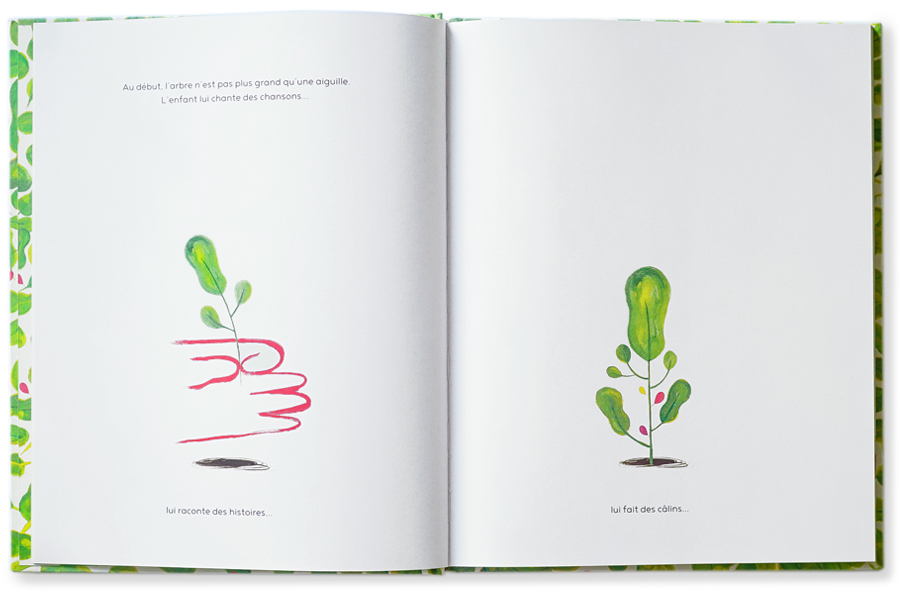 Au début, l'arbre n'est pas plus grand qu'une aiguille.
L'enfant lui chante des chansons...
lui raconte des histoires...
lui fait des câlins...